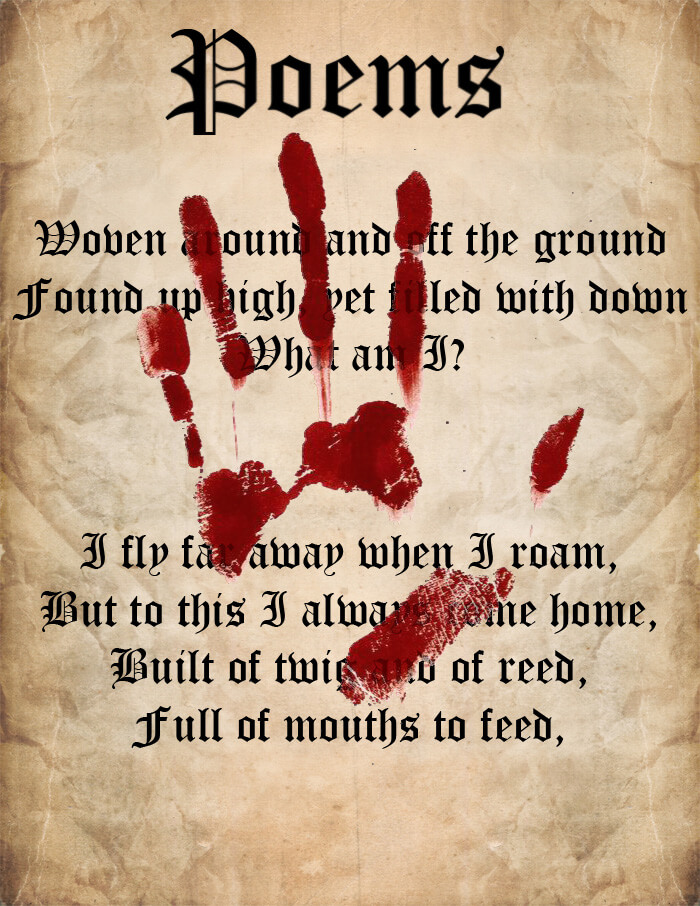 Poems
Woven around and off the ground
Found up high, yet filled with down
What am I?
I fly far away when I roam,
But to this I always come home,
Built of twig and of reed,
Full of mouths to feed,